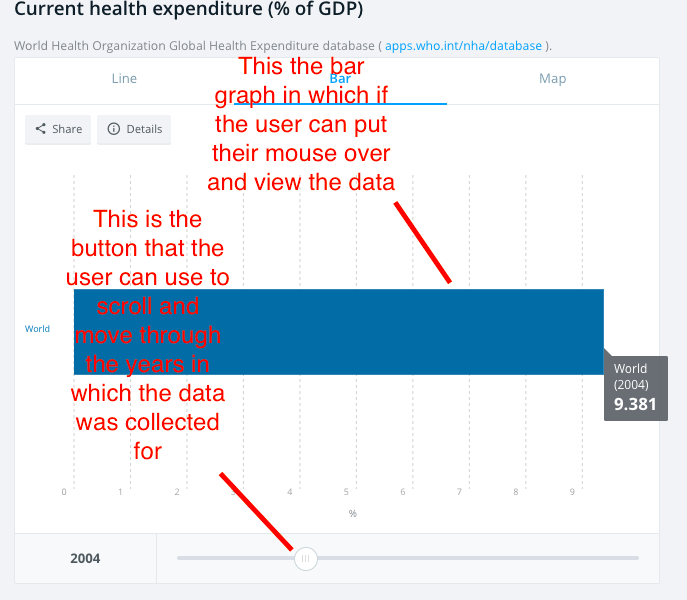 Current health expenditure (% of GDP)
World Health Organization Global Health Expenditure database ( apps.who.int/nha/database ).
Line
Bar
Map
This the bar
graph in which if
the user can put
their mouse over
and view the data
Share
Details
This is the
button that the
user can use to
scroll and
move through
the years in
which the data
was collected
for
World
World
(2004)
9.381
0 1 2 3 4 5 6 7 8 9
%
2004